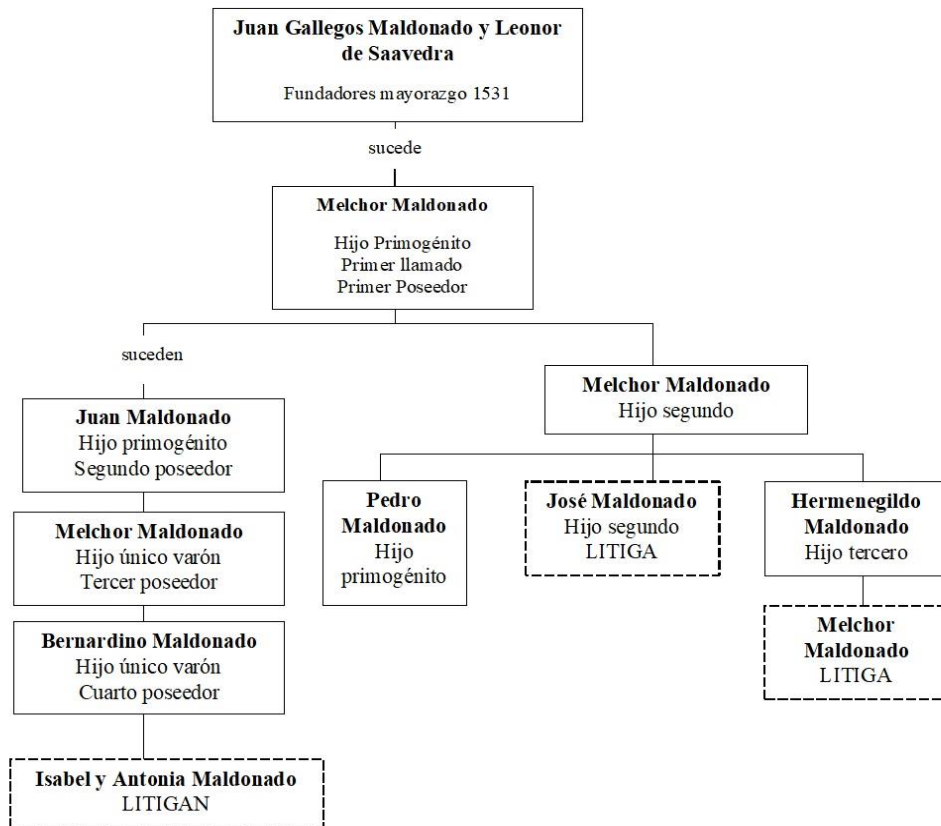 Juan Gallegos Maldonado y Leonor
de Saavedra
Fundadores mayorazgo 1531
sucede
Melchor Maldonado
Hijo Primogénito
Primer llamado
Primer Poseedor
suceden
Juan Maldonado
Hijo primogénito
Segundo poseedor
Melchor Maldonado
Hijo único varón
Tercer poseedor
Bernardino Maldonado
Hijo único varón
Cuarto poseedor
Isabel y Antonia Maldonado
LITIGAN
Melchor Maldonado
Hijo segundo
Pedro
Maldonado
Hijo
primogénito
José Maldonado
Hijo segundo
LITIGA
Hermenegildo
Maldonado
Hijo tercero
Melchor
Maldonado
LITIGA